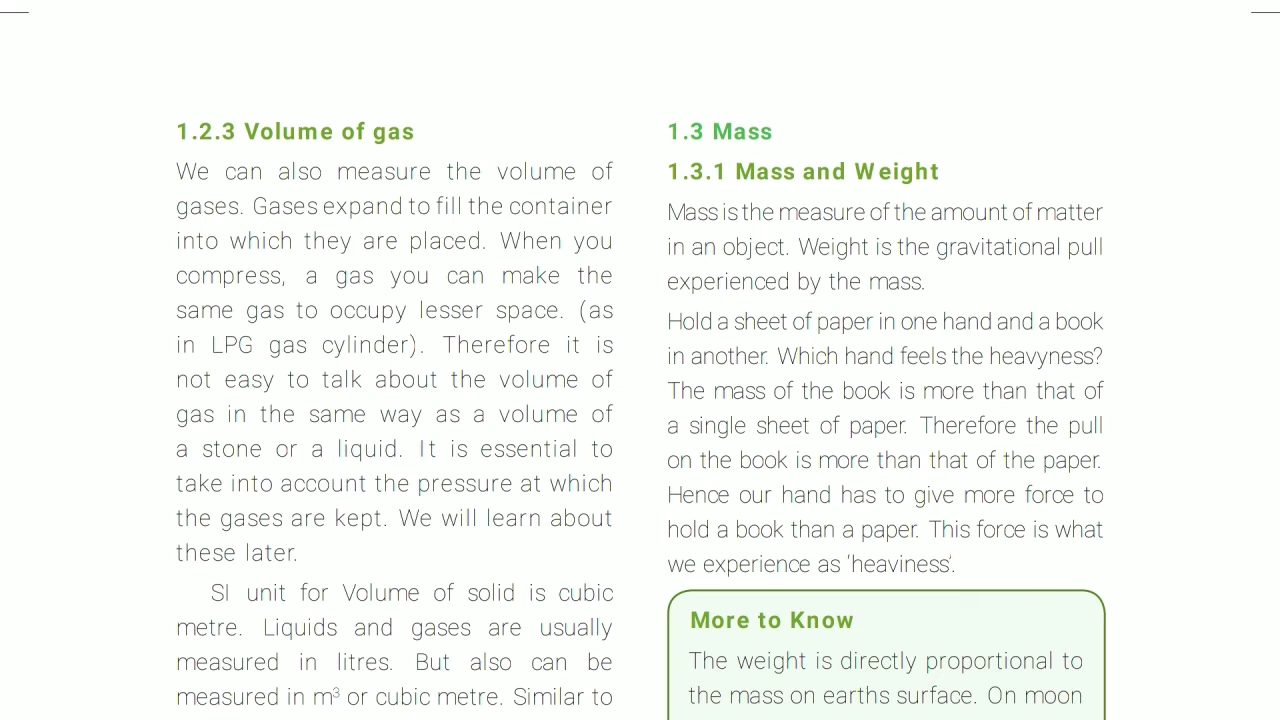 1.2.3 Volume of gas
We can also measure the volume of
gases. Gases expand to fill the container
into which they are placed. When you
compress, a gas you can make the
same gas to occupy lesser space. (as
in LPG gas cylinder). Therefore it is
not easy to talk about the volume of
gas in the same way as a volume of
a stone or a liquid. It is essential to
take into account the pressure at which
the gases are kept. We will learn about
these later.
SI unit for Volume of solid is cubic
metre. Liquids and gases are usually
measured in litres. But also can be
measured in m³ or cubic metre. Similar to
1.3 Mass
1.3.1 Mass and Weight
Mass is the measure of the amount of matter
in an object. Weight is the gravitational pull
experienced by the mass.
Hold a sheet of paper in one hand and a book
in another. Which hand feels the heavyness?
The mass of the book is more than that of
a single sheet of paper. Therefore the pull
on the book is more than that of the paper.
Hence our hand has to give more force to
hold a book than a paper. This force is what
we experience as ‘heaviness’.
More to Know
The weight is directly proportional to
the mass on earths surface. On moon